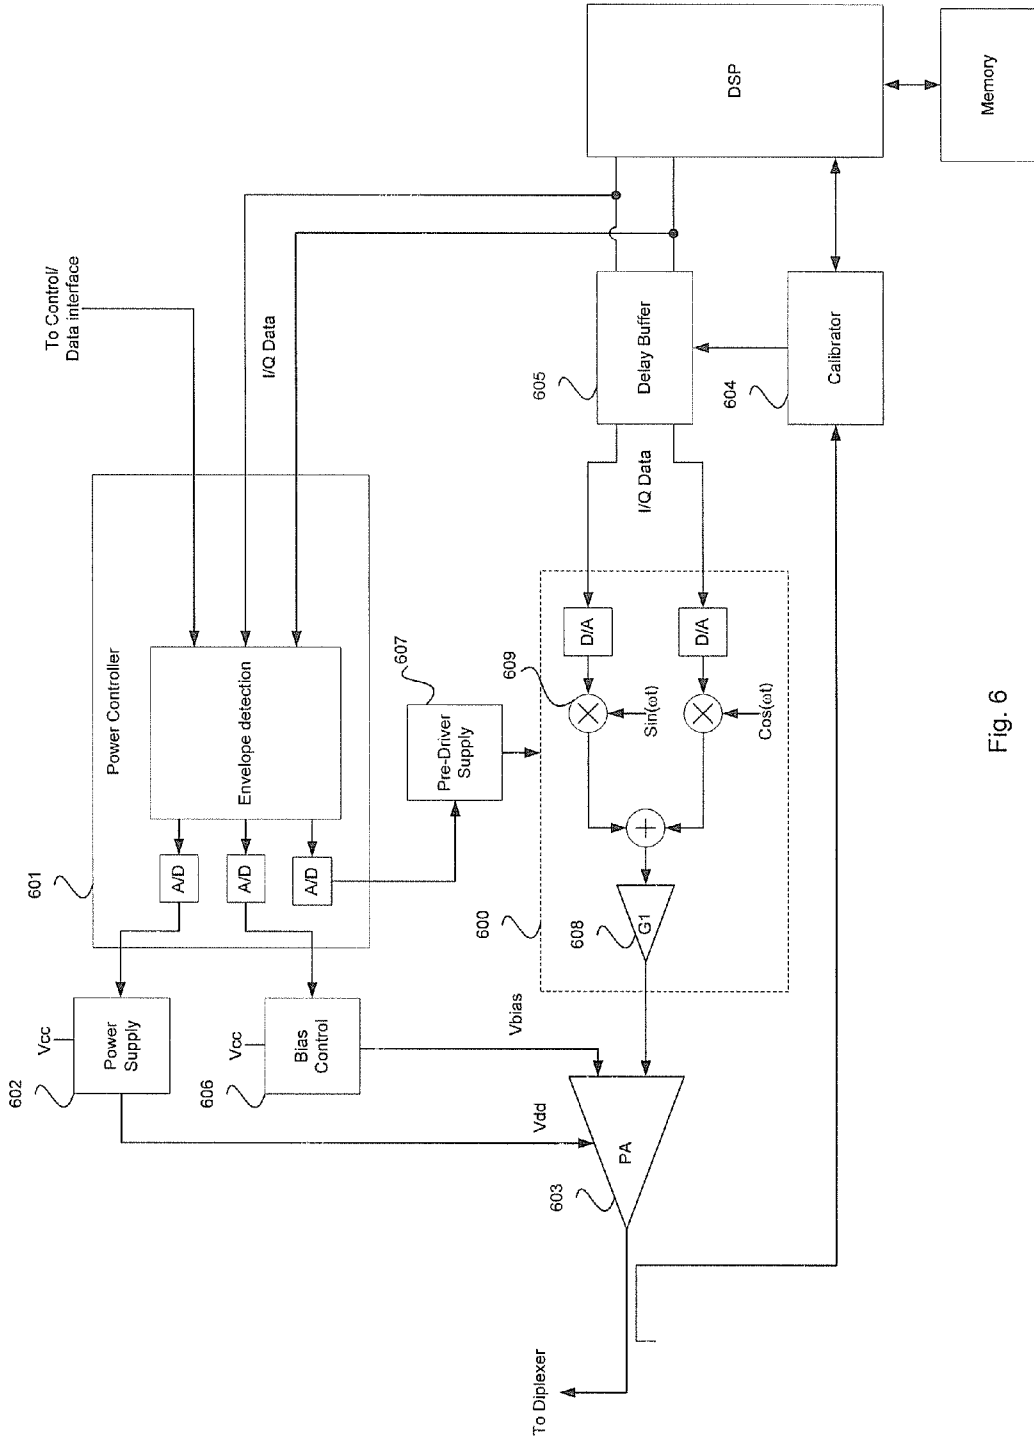 To Control/
Data interface
I/Q Data
Power Controller
Envelope detection
A/D
A/D
A/D
601
Vcc
Power
Supply
602
Vcc
Bias
Control
606
607
Pre-Driver
Supply
DSP
Memory
Delay Buffer
605
Calibrator
604
I/Q Data
D/A
D/A
609
Sin(ωt)
Cos(ωt)
600
608
G1
Vbias
Vdd
PA
603
To Diplexer
Fig. 6